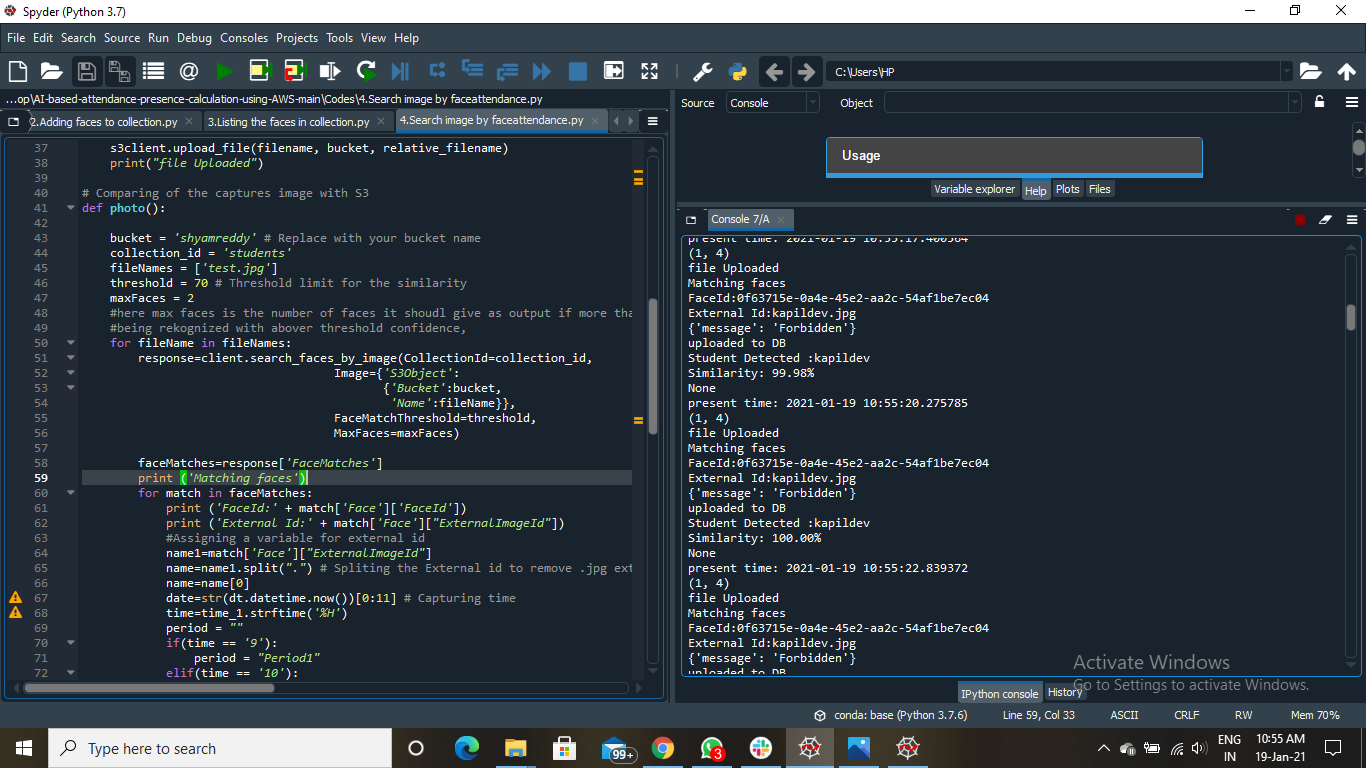 Spyder (Python 3.7)
File Edit Search Source Run Debug Consoles Projects Tools View Help
C:\Users\HP
...op\AI-based-attendance-presence-calculation-using-AWS-main\Codes\4.Search image by faceattendance.py
2.Adding faces to collection.py 3.Listing the faces in collection.py 4.Search image by faceattendance.py
37 s3client.upload_file(filename, bucket, relative_filename)
38 print("file Uploaded")
39
40 # Comparing of the captures image with S3
41 def photo():
42
43 bucket = 'shyamreddy' # Replace with your bucket name
44 collection_id = 'students'
45 fileNames = ['test.jpg']
46 threshold = 70 # Threshold limit for the similarity
47 maxFaces = 2
48 #here max faces is the number of faces it shoudl give as output if more tha
49 #being rekognized with abover threshold confidence,
50 for fileName in fileNames:
51 response=client.search_faces_by_image(CollectionId=collection_id,
52 Image={'S3Object':
53 {'Bucket':bucket,
54 'Name':fileName}},
55 FaceMatchThreshold=threshold,
56 MaxFaces=maxFaces)
57
58 faceMatches=response['FaceMatches']
59 print ('Matching faces')
60 for match in faceMatches:
61 print ('FaceId:' + match['Face']['FaceId'])
62 print ('External Id:' + match['Face']["ExternalImageId"])
63 #Assigning a variable for external id
64 name1=match['Face']["ExternalImageId"]
65 name=name1.split(".") # Spliting the External id to remove .jpg ext
66 name=name[0]
67 date=str(dt.datetime.now())[0:11] # Capturing time
68 time=time_1.strftime('%H')
69 period = ""
70 if(time == '9'):
71 period = "Period1"
72 elif(time == '10'):
Source Console Object
Usage
Variable explorer Help Plots Files
Console 7/A
present time: 2021-01-19 10:55:17.400564
(1, 4)
file Uploaded
Matching faces
FaceId:0f63715e-0a4e-45e2-aa2c-54af1be7ec04
External Id:kapildev.jpg
{'message': 'Forbidden'}
uploaded to DB
Student Detected :kapildev
Similarity: 99.98%
None
present time: 2021-01-19 10:55:20.275785
(1, 4)
file Uploaded
Matching faces
FaceId:0f63715e-0a4e-45e2-aa2c-54af1be7ec04
External Id:kapildev.jpg
{'message': 'Forbidden'}
uploaded to DB
Student Detected :kapildev
Similarity: 100.00%
None
present time: 2021-01-19 10:55:22.839372
(1, 4)
file Uploaded
Matching faces
FaceId:0f63715e-0a4e-45e2-aa2c-54af1be7ec04
External Id:kapildev.jpg
{'message': 'Forbidden'}
uploaded to DB
Activate Windows
Go to Settings to activate Windows.
IPython console History
conda: base (Python 3.7.6) Line 59, Col 33 ASCII CRLF RW Mem 70%
Type here to search
99+
3
ENG
IN
10:55 AM
19-Jan-21